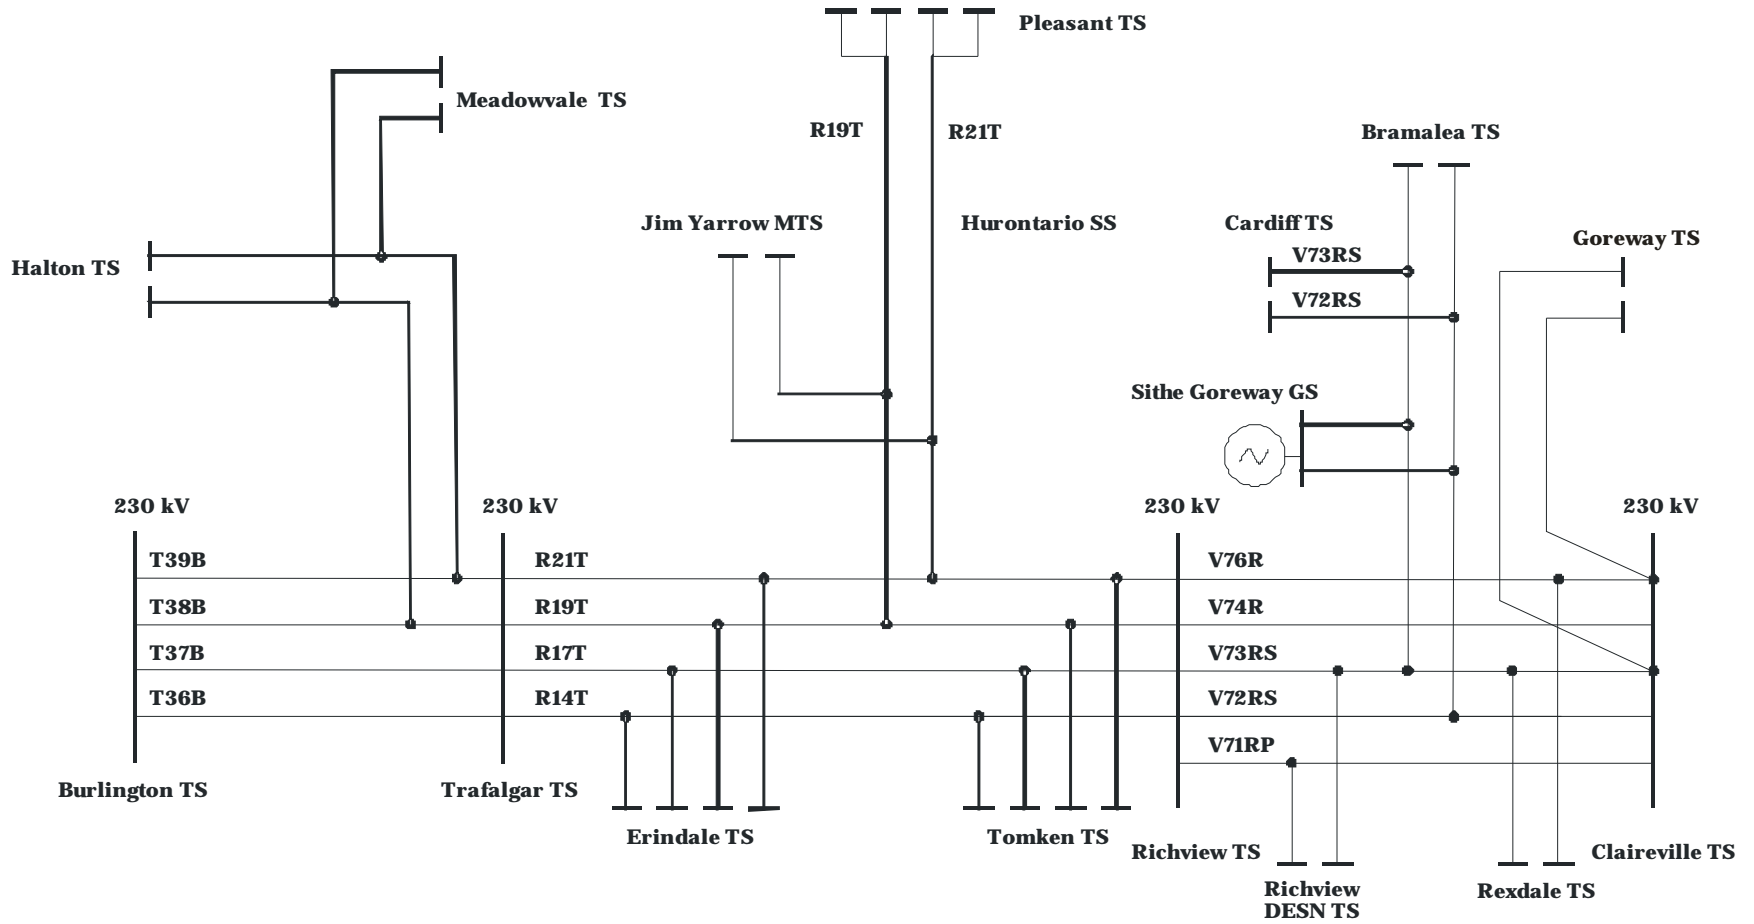 Pleasant TS
Meadowvale TS
R19T
R21T
Bramalea TS
Jim Yarrow MTS
Hurontario SS
Cardiff TS
Goreway TS
V73RS
Halton TS
V72RS
Sithe Goreway GS
230 kV
230 kV
230 kV
230 kV
T39B
R21T
V76R
T38B
R19T
V74R
T37B
R17T
V73RS
T36B
R14T
V72RS
V71RP
Burlington TS
Trafalgar TS
Erindale TS
Tomken TS
Richview TS
Claireville TS
Richview
DESN TS
Rexdale TS